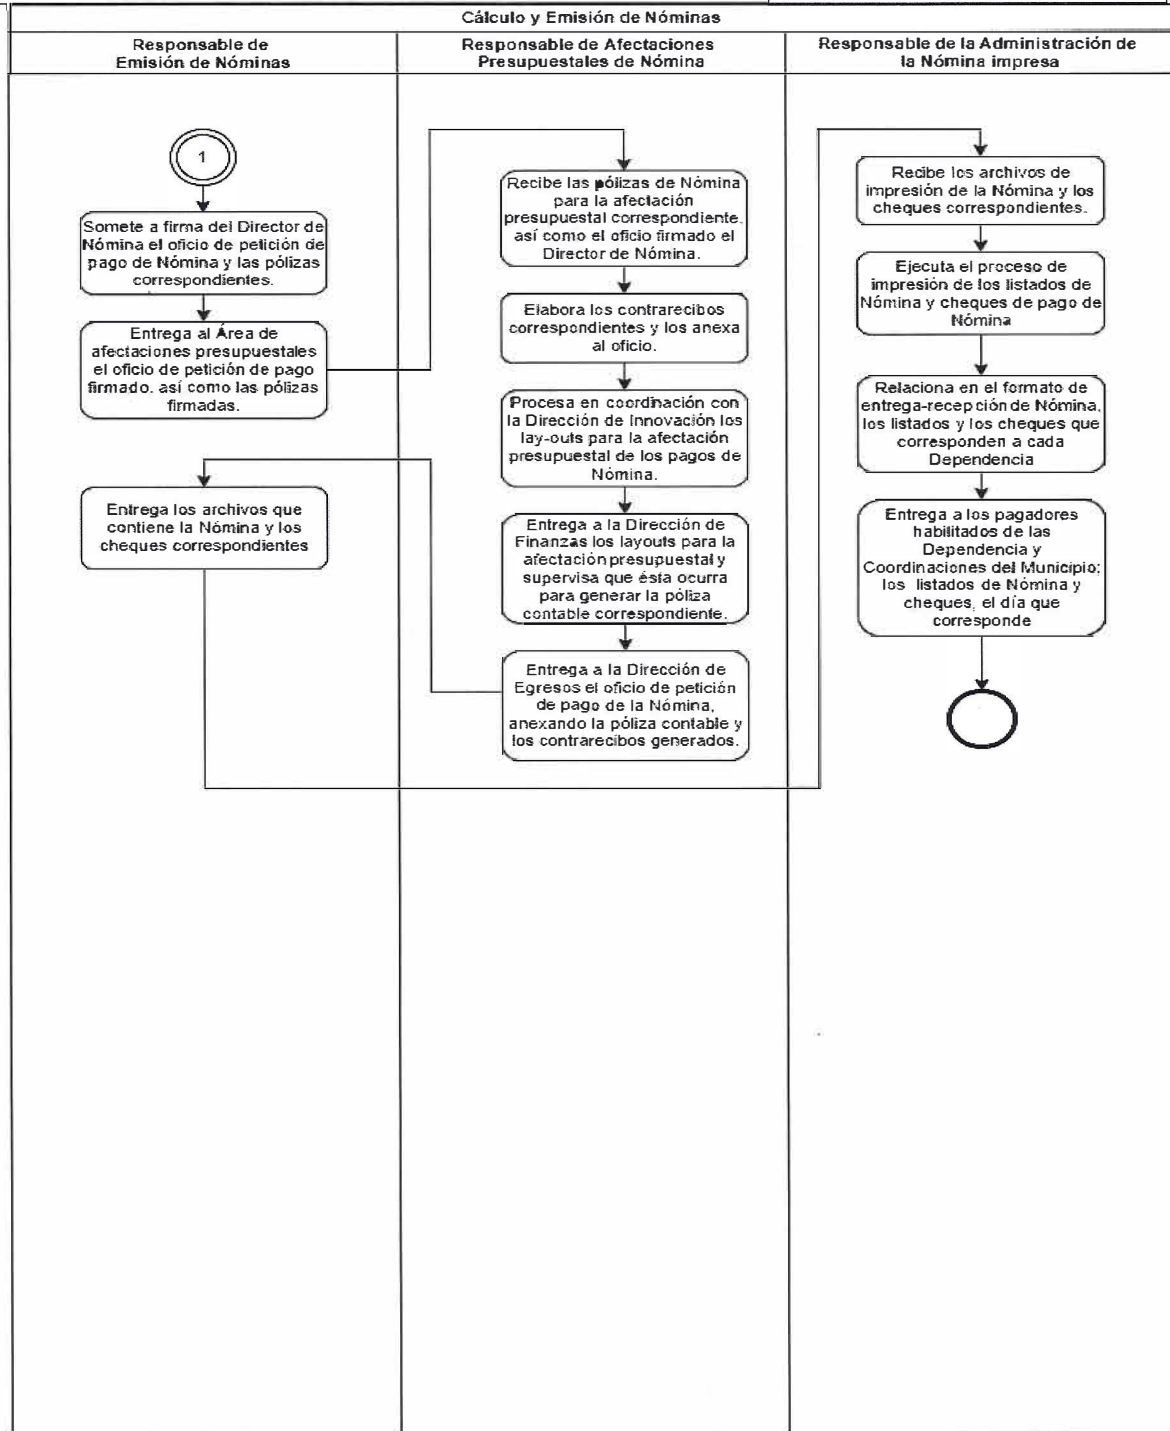 Cálculo y Emisión de Nóminas
Responsable de
Emisión de Nóminas
Responsable de Afectaciones
Presupuestales de Nómina
Responsable de la Administración de
la Nómina impresa
1
Somete a firma del Director de
Nómina el oficio de petición de
pago de Nómina y las pólizas
correspondientes.
Entrega al Área de
afectaciones presupuestales
el oficio de petición de pago
firmado. así como las pólizas
firmadas.
Entrega los archivos que
contiene la Nómina y los
cheques correspondientes
Recibe las pólizas de Nómina
para la afectación
presupuestal correspondiente.
así como el oficio firmado el
Director de Nómina.
Elabora los contrarecibos
correspondientes y los anexa
al oficio.
Procesa en coordinación con
la Dirección de Innovación los
lay-outs para la afectación
presupuestal de los pagos de
Nómina.
Entrega a la Dirección de
Finanzas los layouts para la
afectación presupuestal y
supervisa que ésta ocurra
para generar la póliza
contable correspondiente.
Entrega a la Dirección de
Egresos el oficio de petición
de pago de la Nómina,
anexando la póliza contable y
los contrarecibos generados.
Recibe los archivos de
impresión de la Nómina y los
cheques correspondientes.
Ejecuta el proceso de
impresión de los listados de
Nómina y cheques de pago de
Nómina
Relaciona en el formato de
entrega-recepción de Nómina,
los listados y los cheques que
corresponden a cada
Dependencia
Entrega a los pagadores
habilitados de las
Dependencia y
Coordinaciones del Municipio;
los listados de Nómina y
cheques, el día que
corresponde